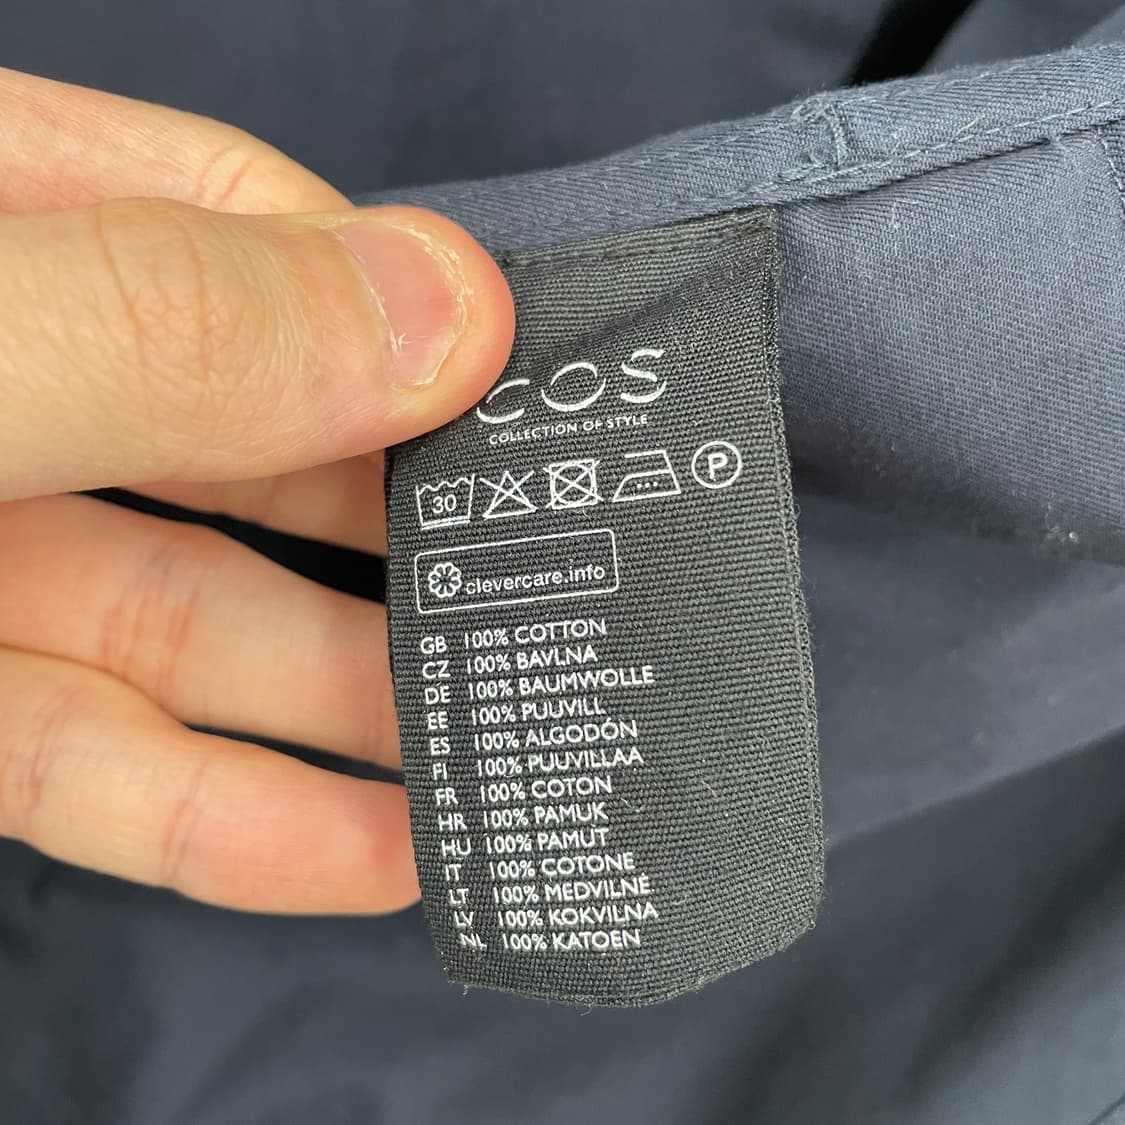 COS
COLLECTION OF STYLE
30 P
clevercare.info
GB 100% COTTON
CZ 100% BAVLNA
DE 100% BAUMWOLLE
EE 100% PUUVILL
ES 100% ALGODÓN
FI 100% PUUVILLAA
FR 100% COTON
HR 100% PAMUK
HU 100% PAMUT
IT 100% COTONE
LT 100% MEDVILNĖ
LV 100% KOKVILNA
NL 100% KATOEN